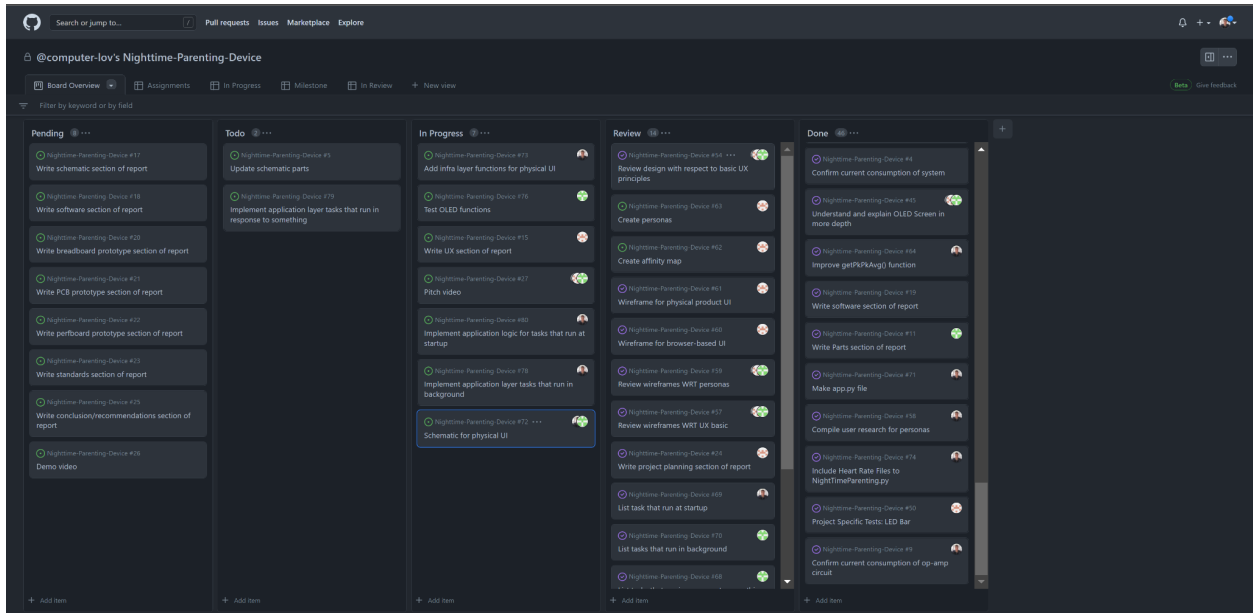 Search or jump to...
/
Pull requests Issues Marketplace Explore
@computer-lov's Nighttime-Parenting-Device
Board Overview
Assignments
In Progress
Milestone
In Review
+ New view
Beta Give feedback
Filter by keyword or by field
Pending 8 ...
Nighttime-Parenting-Device #17
Write schematic section of report
Nighttime-Parenting-Device #18
Write software section of report
Nighttime-Parenting-Device #20
Write breadboard prototype section of report
Nighttime-Parenting-Device #21
Write PCB prototype section of report
Nighttime-Parenting-Device #22
Write perfboard prototype section of report
Nighttime-Parenting-Device #23
Write standards section of report
Nighttime-Parenting-Device #25
Write conclusion/recommendations section of
report
Nighttime-Parenting-Device #28
Demo video
+ Add item
Todo 2 ...
Nighttime-Parenting-Device #5
Update schematic parts
Nighttime-Parenting-Device #79
Implement application layer tasks that run in
response to something
+ Add item
In Progress 7 ...
Nighttime-Parenting-Device #73
Add infra layer functions for physical UI
Nighttime-Parenting-Device #76
Test OLED functions
Nighttime-Parenting-Device #15
Write UX section of report
Nighttime-Parenting-Device #27
Pitch video
Nighttime-Parenting-Device #80
Implement application logic for tasks that run at
startup
Nighttime-Parenting-Device #78
Implement application layer tasks that run in
background
Nighttime-Parenting-Device #72 ...
Schematic for physical UI
+ Add item
Review 14 ...
Nighttime-Parenting-Device #54 ...
Review design with respect to basic UX
principles
Nighttime-Parenting-Device #63
Create personas
Nighttime-Parenting-Device #62
Create affinity map
Nighttime-Parenting-Device #61
Wireframe for physical product UI
Nighttime-Parenting-Device #60
Wireframe for browser-based UI
Nighttime-Parenting-Device #59
Review wireframes WRT personas
Nighttime-Parenting-Device #57
Review wireframes WRT UX basic
Nighttime-Parenting-Device #24
Write project planning section of report
Nighttime-Parenting-Device #69
List task that run at startup
Nighttime-Parenting-Device #70
List tasks that run in background
Nighttime-Parenting-Device #68
+ Add item
Done 46 ...
Nighttime-Parenting-Device #4
Confirm current consumption of system
Nighttime-Parenting-Device #45
Understand and explain OLED Screen in
more depth
Nighttime-Parenting-Device #64
Improve getPkPkAvg() function
Nighttime-Parenting-Device #19
Write software section of report
Nighttime-Parenting-Device #11
Write Parts section of report
Nighttime-Parenting-Device #71
Make app.py file
Nighttime-Parenting-Device #58
Compile user research for personas
Nighttime-Parenting-Device #74
Include Heart Rate Files to
NightTimeParenting.py
Nighttime-Parenting-Device #50
Project Specific Tests: LED Bar
Nighttime-Parenting-Device #9
Confirm current consumption of op-amp
circuit
+ Add item